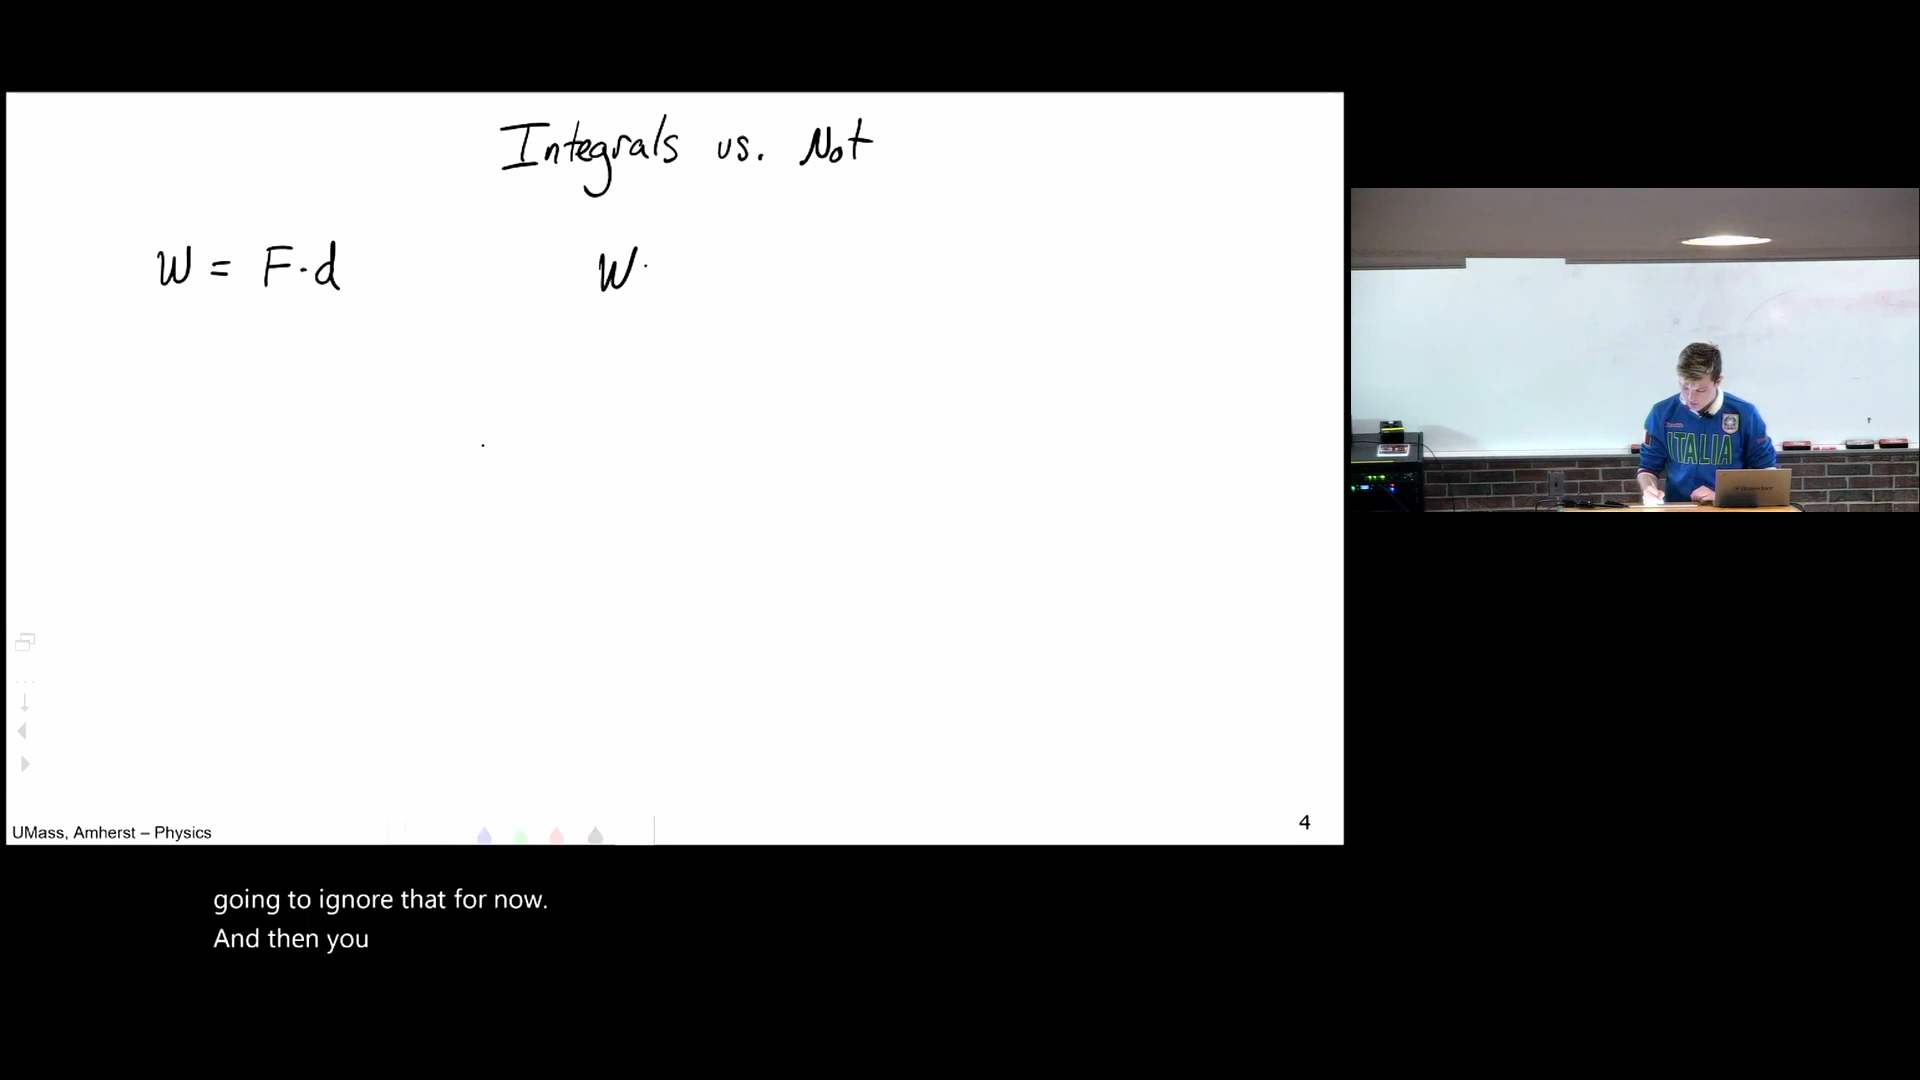 Integrals vs. Not
W = F·d
W
ITALIA
UMass, Amherst – Physics
4
going to ignore that for now.
And then you